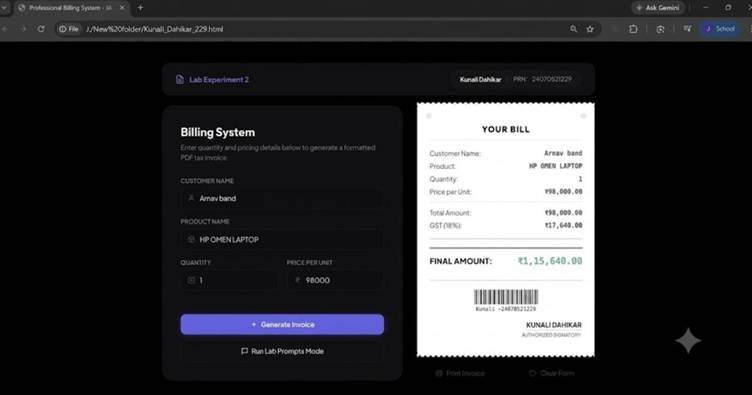 Professional Billing System - JA
Ask Gemini
File
J:/New%20folder/Kunali_Dahikar_229.html
J School
Lab Experiment 2
Kunali Dahikar PRN: 24070521229
Billing System
Enter quantity and pricing details below to generate a formatted
PDF tax invoice.
CUSTOMER NAME
Arnav band
PRODUCT NAME
HP OMEN LAPTOP
QUANTITY PRICE PER UNIT
1 ₹ 98000
+ Generate Invoice
Run Lab Prompts Mode
YOUR BILL
Customer Name: Arnav band
Product: HP OMEN LAPTOP
Quantity: 1
Price per Unit: ₹98,000.00
Total Amount: ₹98,000.00
GST (18%): ₹17,640.00
FINAL AMOUNT: ₹1,15,640.00
Kunali -24070521229
KUNALI DAHIKAR
AUTHORIZED SIGNATORY
Print Invoice Clear Form